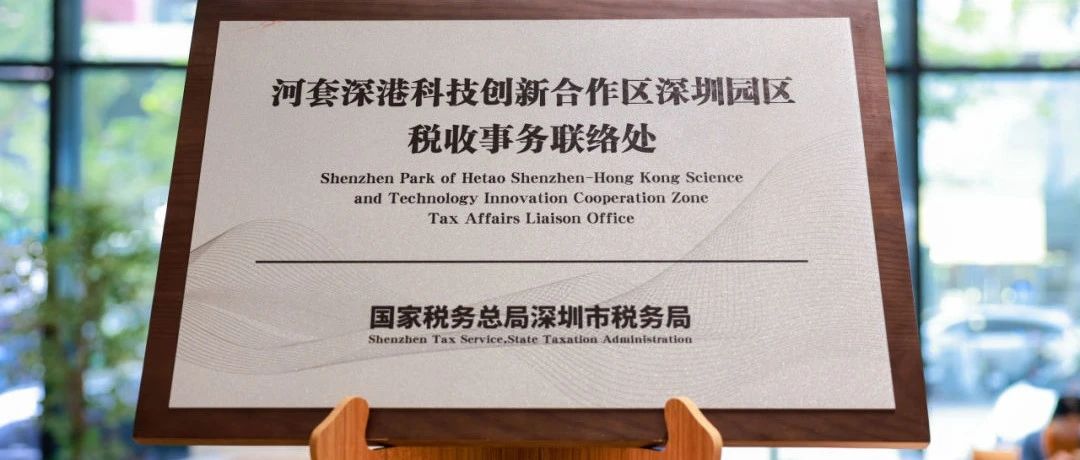 河套深港科技创新合作区深圳园区
税收事务联络处
Shenzhen Park of Hetao Shenzhen-Hong Kong Science
and Technology Innovation Cooperation Zone
Tax Affairs Liaison Office
国家税务总局深圳市税务局
Shenzhen Tax Service,State Taxation Administration